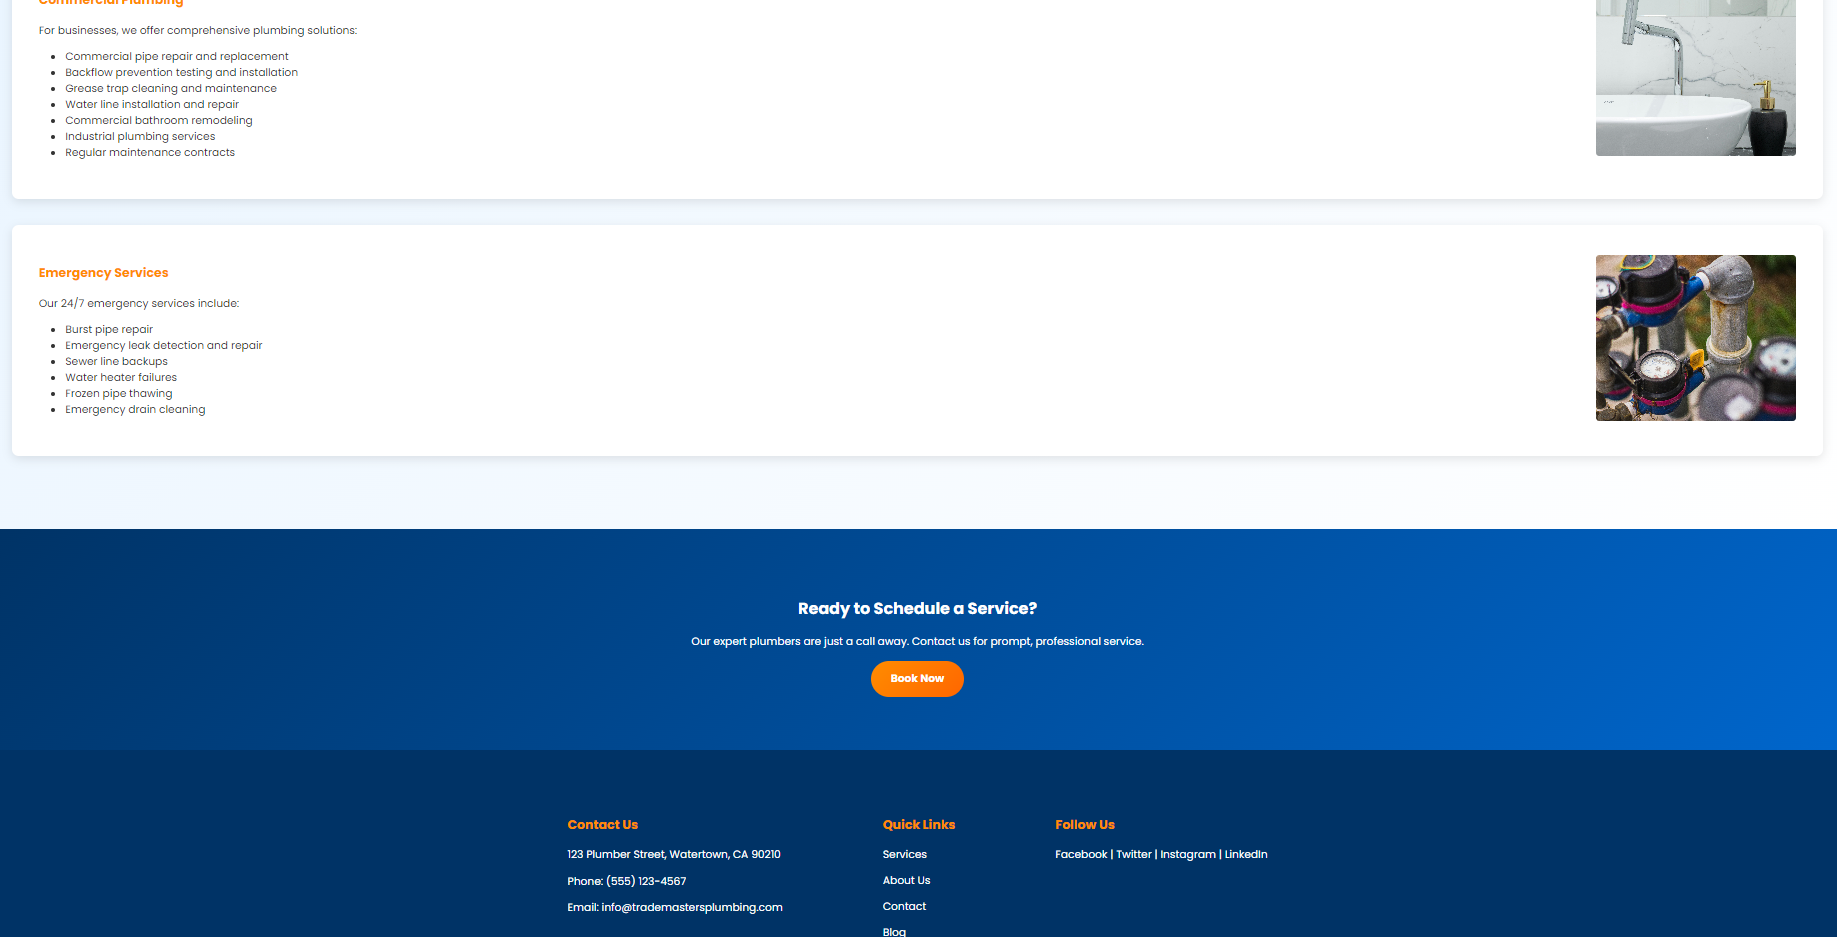 Commercial Plumbing
For businesses, we offer comprehensive plumbing solutions:
Commercial pipe repair and replacement
Backflow prevention testing and installation
Grease trap cleaning and maintenance
Water line installation and repair
Commercial bathroom remodeling
Industrial plumbing services
Regular maintenance contracts
Emergency Services
Our 24/7 emergency services include:
Burst pipe repair
Emergency leak detection and repair
Sewer line backups
Water heater failures
Frozen pipe thawing
Emergency drain cleaning
Ready to Schedule a Service?
Our expert plumbers are just a call away. Contact us for prompt, professional service.
Book Now
Contact Us
123 Plumber Street, Watertown, CA 90210
Phone: (555) 123-4567
Email: info@trademastersplumbing.com
Quick Links
Services
About Us
Contact
Blog
Follow Us
Facebook | Twitter | Instagram | LinkedIn